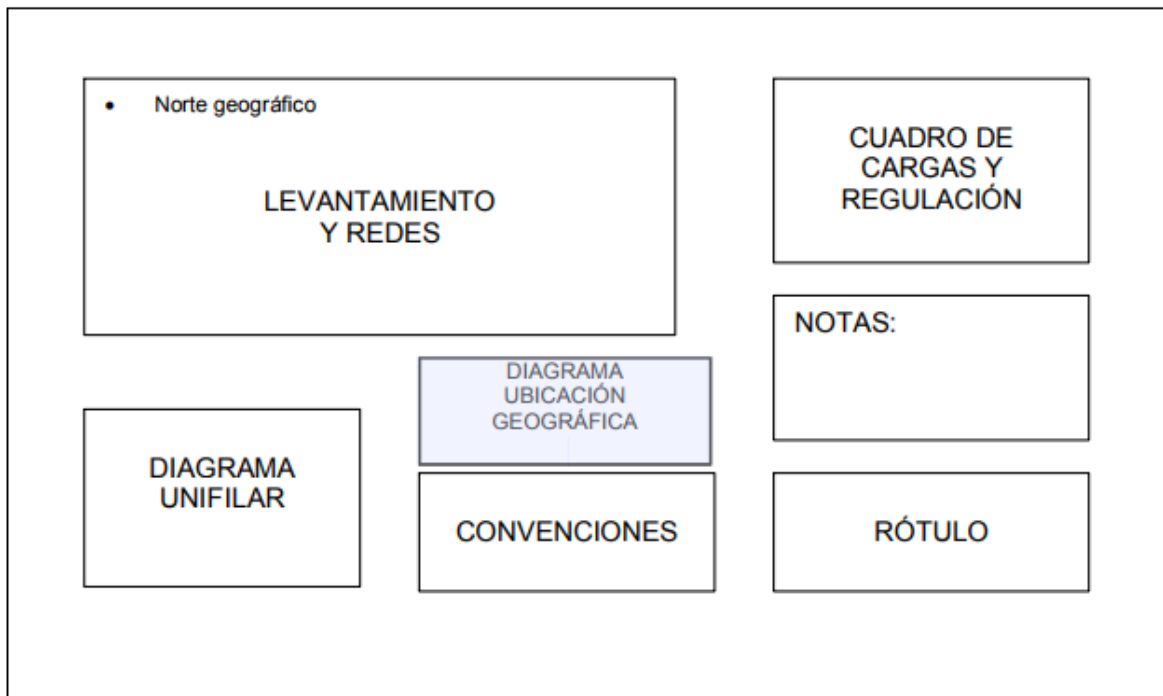 • Norte geográfico
LEVANTAMIENTO
Y REDES
CUADRO DE
CARGAS Y
REGULACIÓN
NOTAS:
DIAGRAMA
UBICACIÓN
GEOGRÁFICA
DIAGRAMA
UNIFILAR
CONVENCIONES
RÓTULO